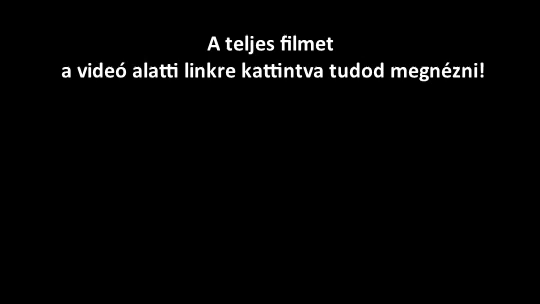 A teljes filmet
a videó alatti linkre kattintva tudod megnézni!